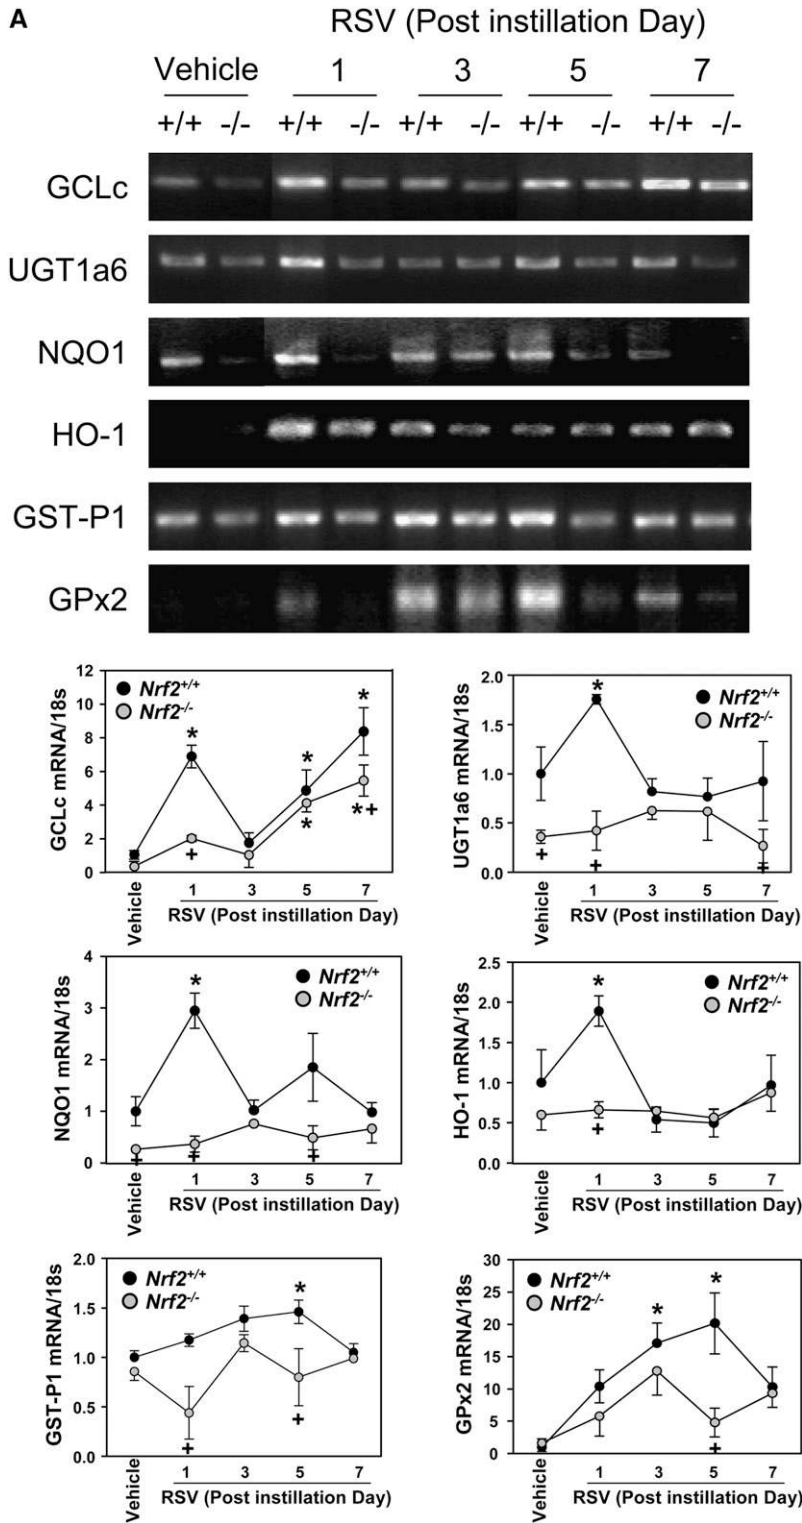 A
RSV (Post instillation Day)
Vehicle 1 3 5 7
+/+ -/- +/+ -/- +/+ -/- +/+ -/- +/+ -/-
GCLc
UGT1a6
NQO1
HO-1
GST-P1
GPx2
GCLc mRNA/18s
12
10
8
6
4
2
0
Nrf2+/+
Nrf2-/-
* * * * *+ +
Vehicle 1 3 5 7
RSV (Post instillation Day)
UGT1a6 mRNA/18s
2.0
1.5
1.0
0.5
0.0
Nrf2+/+
Nrf2-/-
* + + +
Vehicle 1 3 5 7
RSV (Post instillation Day)
NQO1 mRNA/18s
4
3
2
1
0
Nrf2+/+
Nrf2-/-
* + + +
Vehicle 1 3 5 7
RSV (Post instillation Day)
HO-1 mRNA/18s
2.5
2.0
1.5
1.0
0.5
0.0
Nrf2+/+
Nrf2-/-
* +
Vehicle 1 3 5 7
RSV (Post instillation Day)
GST-P1 mRNA/18s
2.0
1.5
1.0
0.5
0.0
Nrf2+/+
Nrf2-/-
* + +
Vehicle 1 3 5 7
RSV (Post instillation Day)
GPx2 mRNA/18s
30
25
20
15
10
5
0
Nrf2+/+
Nrf2-/-
* * +
Vehicle 1 3 5 7
RSV (Post instillation Day)